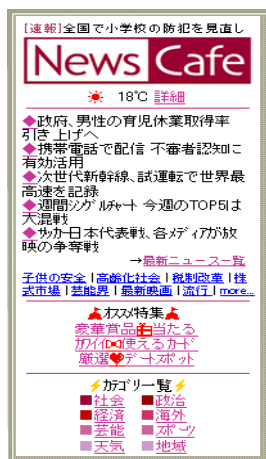 [速報]全国で小学校の防犯を見直し
News Cafe
18℃ 詳細
◆政府、男性の育児休業取得率
引き上げへ
◆携帯電話で配信 不審者認知に
有効活用
◆次世代新幹線、試運転で世界最
高速を記録
◆週間ｼﾝｸﾞﾙﾁｬｰﾄ 今週のTOP5は
大混戦
◆ｻｯｶｰ日本代表戦、各ﾒﾃﾞｨｱが放
映の争奪戦
→最新ニュース一覧
子供の安全 | 高齢化社会 | 税制改革 | 株
式市場 | 芸能界 | 最新映画 | 流行 | more...
ｵｽｽﾒ特集
豪華賞品当たる
ｶﾜｲｲ使えるｶｰﾄﾞ
厳選ﾃﾞｰﾄｽﾎﾟｯﾄ
ｶﾃｺﾞﾘ一覧
■社会 ■政治
■経済 ■海外
■芸能 ■ｽﾎﾟｰﾂ
■天気 ■地域